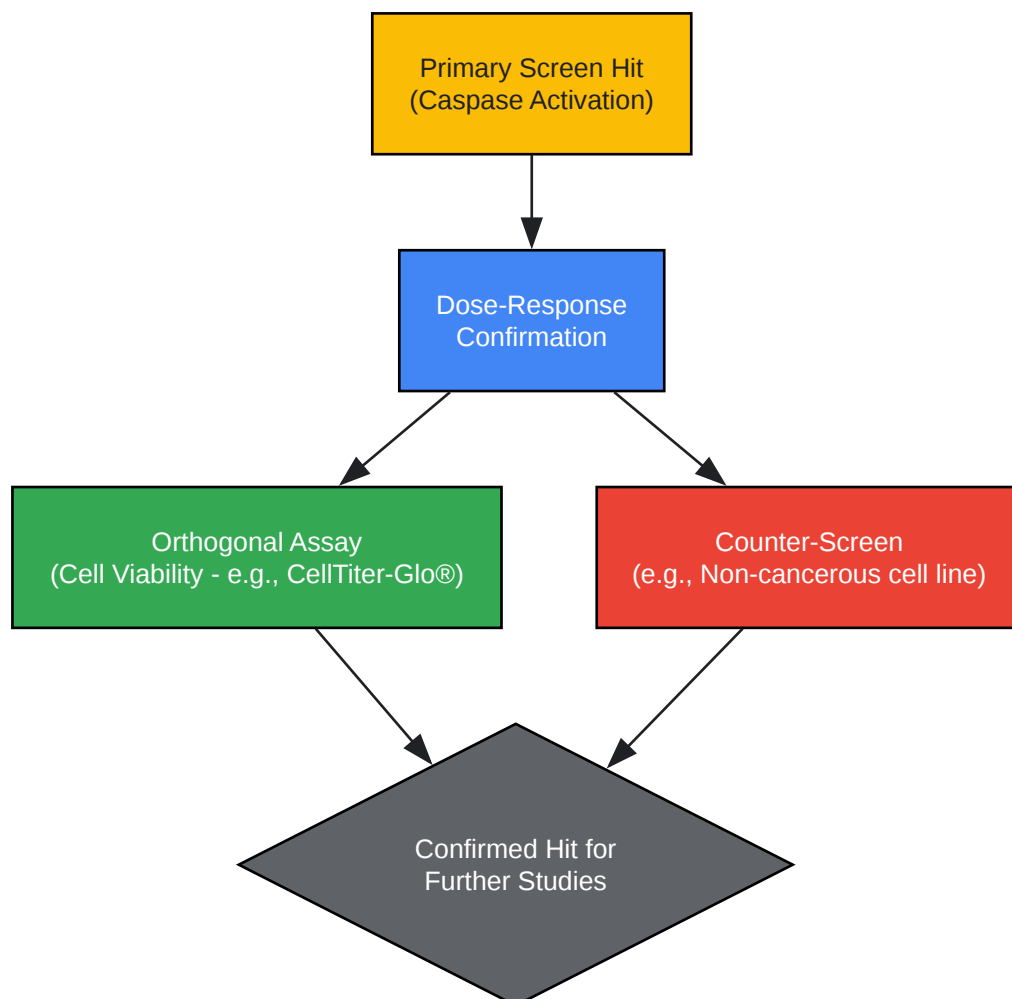 Primary Screen Hit
(Caspase Activation)
Dose-Response
Confirmation
Orthogonal Assay
(Cell Viability - e.g., CellTiter-Glo®)
Counter-Screen
(e.g., Non-cancerous cell line)
Confirmed Hit for
Further Studies